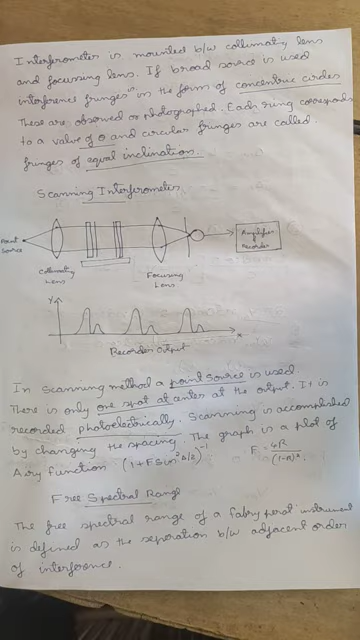 Interferometer is mounted b/w collimating lens
and focussing lens. If broad source is used
interference fringes is in the form of concentric circles
These are observed or photographed. Each ring corresponds
to a value of θ and circular fringes are called
fringes of equal inclination.
Scanning Interferometer
Point
Source
Collimating
Lens
Focusing
Lens
Amplifier
Recorder
Y
x
Recorder Output
In Scanning method a point source is used.
There is only one spot at center at the output. It is
recorded photoelectrically. Scanning is accomplished
by changing the spacing. The graph is a plot of
Airy function (1+F Sin² Δ/2)⁻¹ F = 4R/(1-R)².
Free Spectral Range
The free spectral range of a fabry perot instrument
is defined as the seperation b/w adjacent order
of interference.